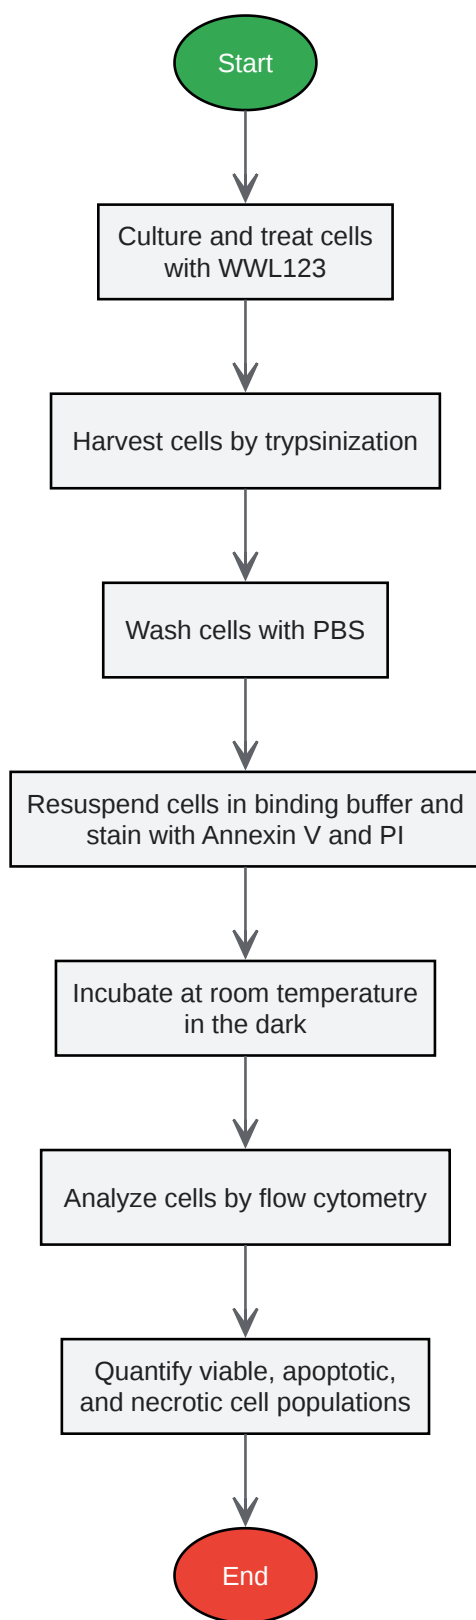 Start
Culture and treat cells
with WWL123
Harvest cells by trypsinization
Wash cells with PBS
Resuspend cells in binding buffer and
stain with Annexin V and PI
Incubate at room temperature
in the dark
Analyze cells by flow cytometry
Quantify viable, apoptotic,
and necrotic cell populations
End